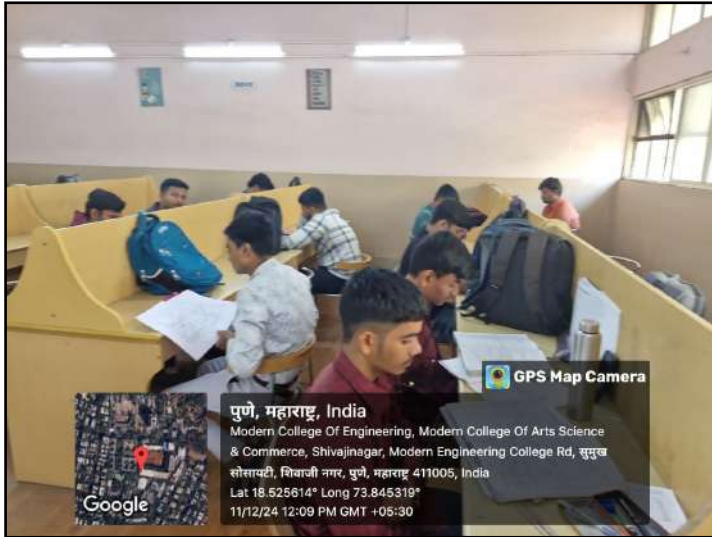 GPS Map Camera
पुणे, महाराष्ट्र, India
Modern College Of Engineering, Modern College Of Arts Science
& Commerce, Shivajinagar, Modern Engineering College Rd, सुमुख
सोसायटी, शिवाजी नगर, पुणे, महाराष्ट्र 411005, India
Lat 18.525614° Long 73.845319°
11/12/24 12:09 PM GMT +05:30
Google